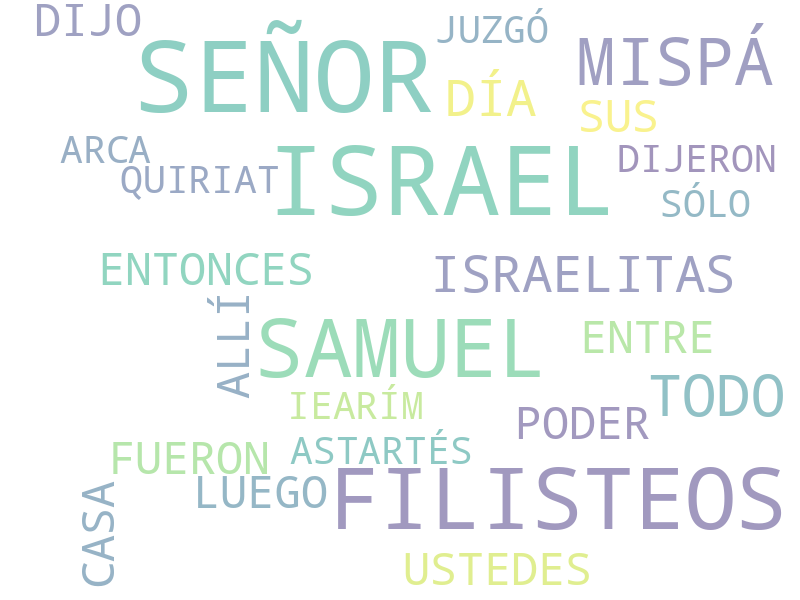 DIJO
SEÑOR
JUZGÓ
MISPÁ
DÍA
SUS
ARCA
QUIRIAT
ISRAEL
DIJERON
SÓLO
ENTONCES
ISRAELITAS
ALLÍ
SAMUEL
ENTRE
IEARÍM
TODO
PODER
FUERON
ASTARTÉS
LUEGO
FILISTEOS
CASA
USTEDES